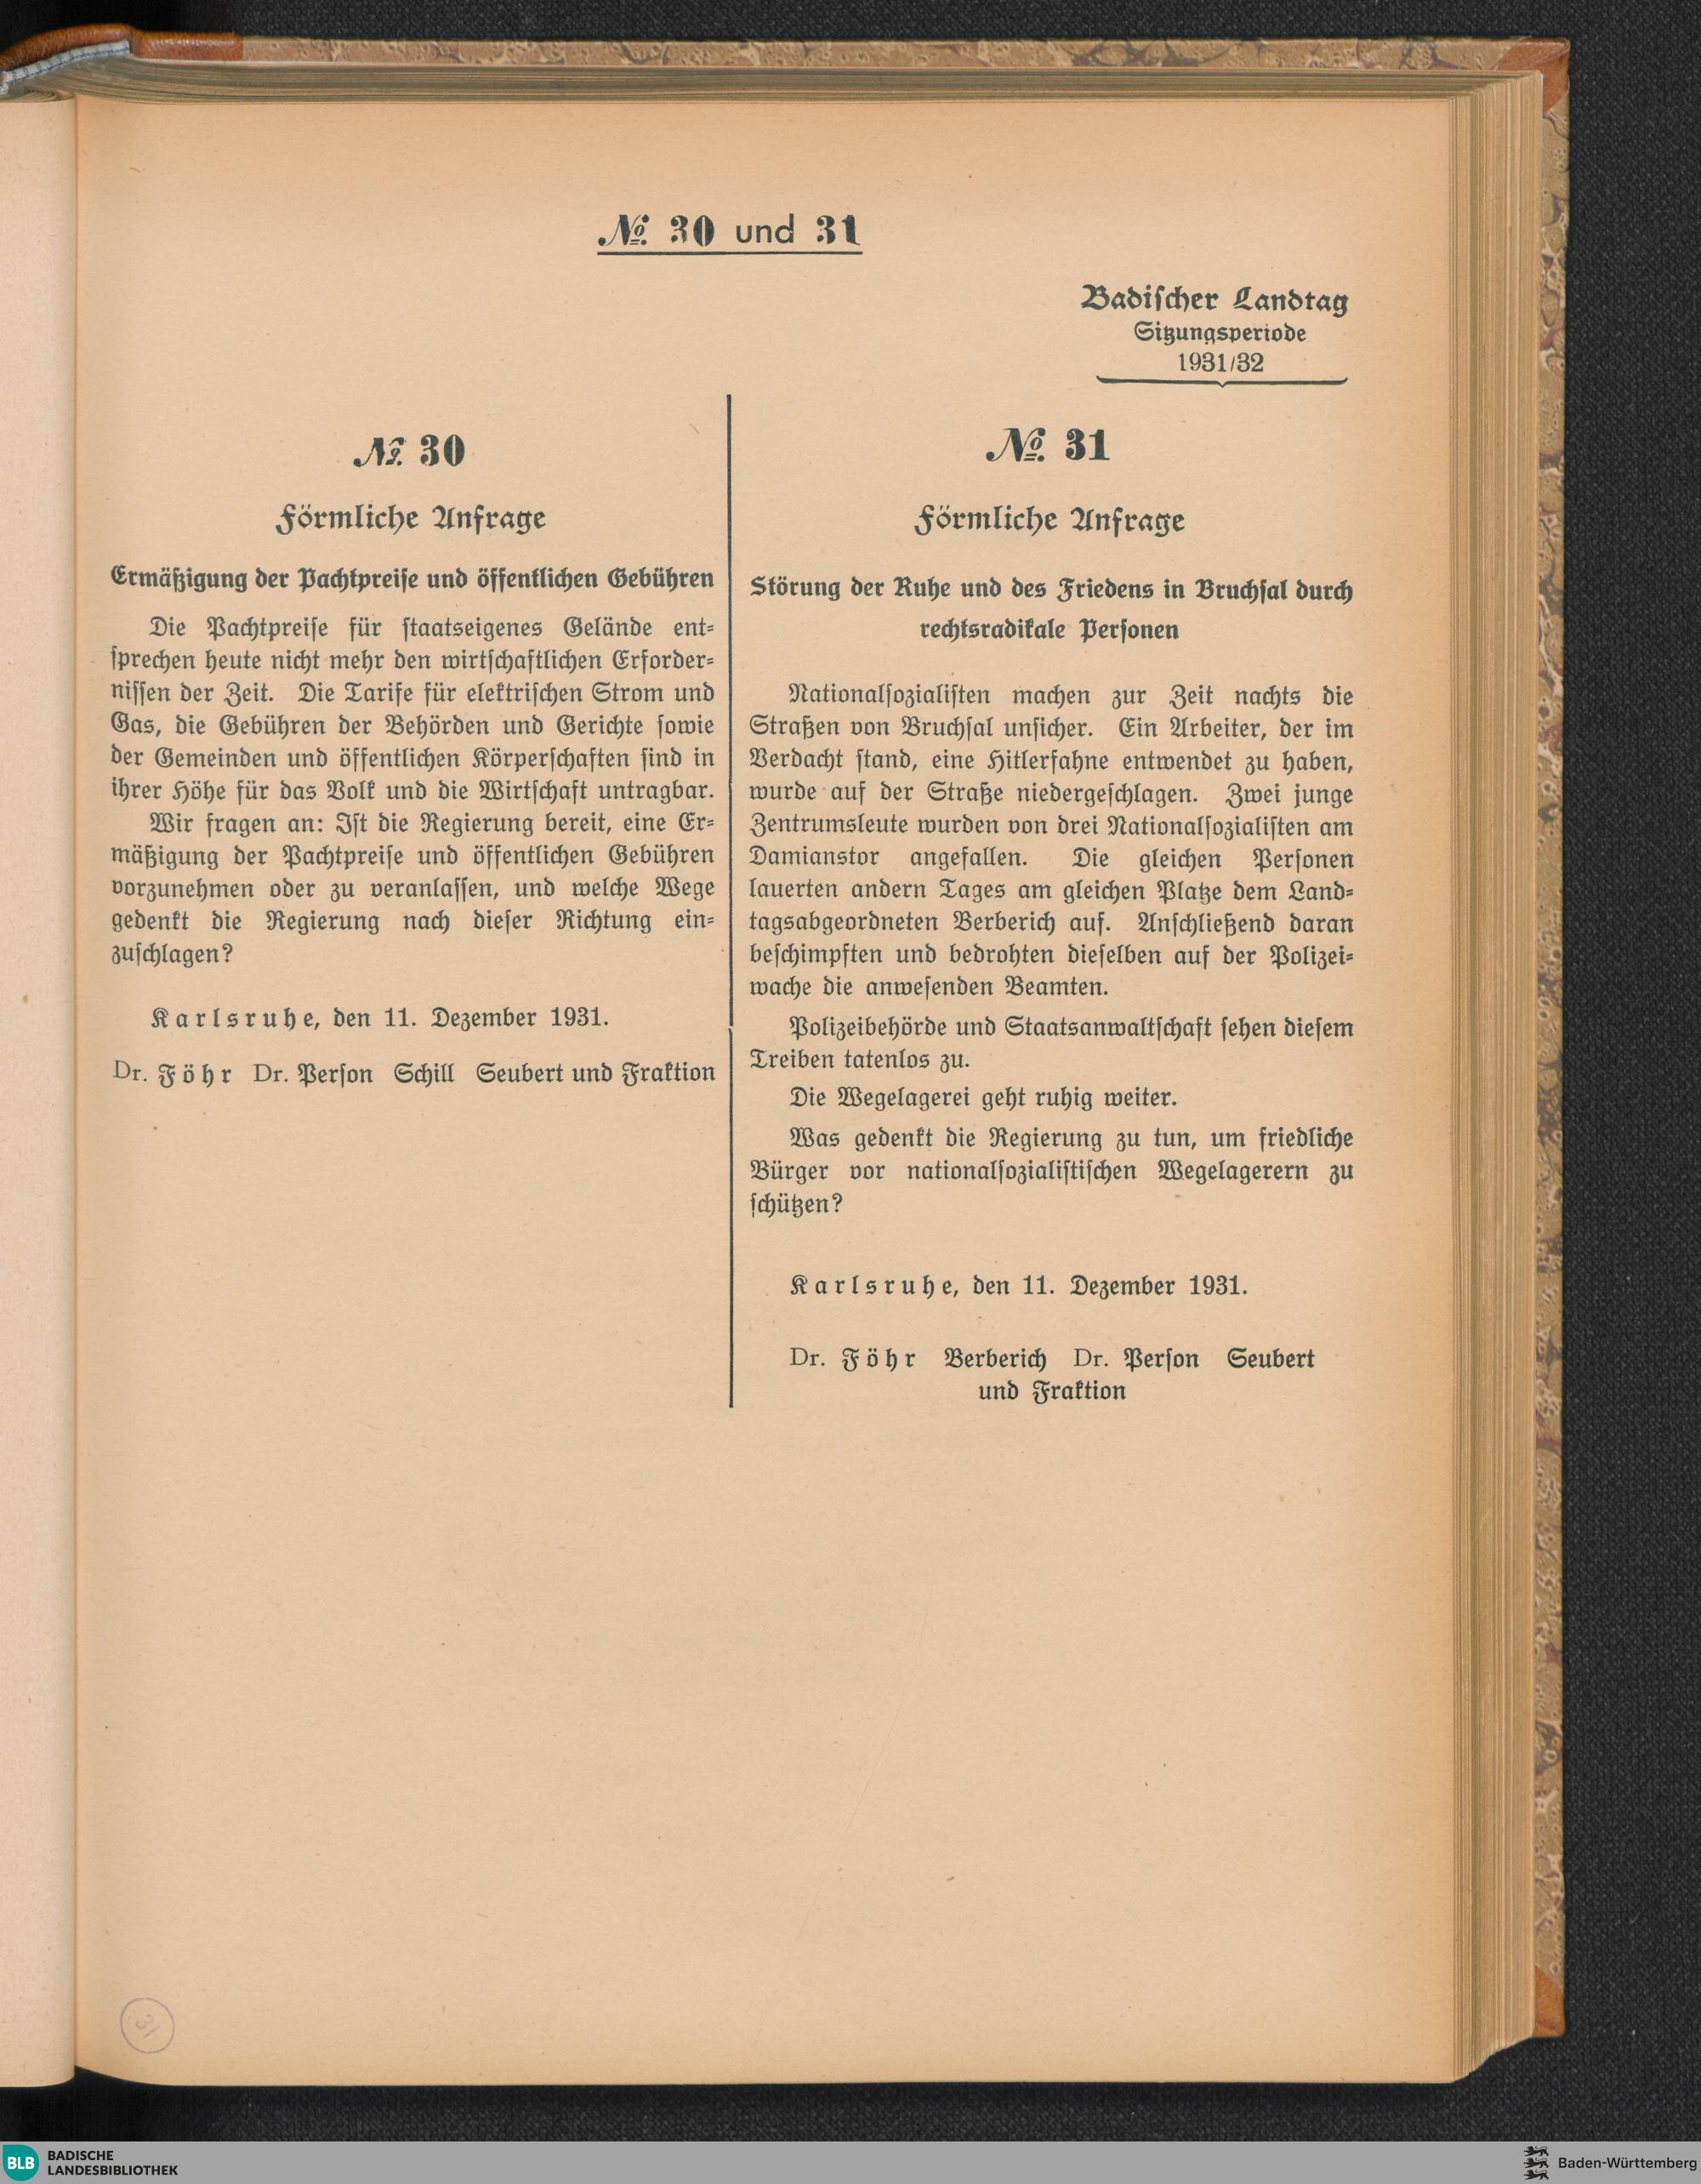 № 30 und 31
Badischer Landtag
Sitzungsperiode
1931/32
№ 30
Förmliche Anfrage
Ermäßigung der Pachtpreise und öffentlichen Gebühren
Die Pachtpreise für staatseigenes Gelände ent-
sprechen heute nicht mehr den wirtschaftlichen Erforder-
nissen der Zeit. Die Tarife für elektrischen Strom und
Gas, die Gebühren der Behörden und Gerichte sowie
der Gemeinden und öffentlichen Körperschaften sind in
ihrer Höhe für das Volk und die Wirtschaft untragbar.
Wir fragen an: Ist die Regierung bereit, eine Er-
mäßigung der Pachtpreise und öffentlichen Gebühren
vorzunehmen oder zu veranlassen, und welche Wege
gedenkt die Regierung nach dieser Richtung ein-
zuschlagen?
Karlsruhe, den 11. Dezember 1931.
Dr. Föhr Dr. Person Schill Seubert und Fraktion
№ 31
Förmliche Anfrage
Störung der Ruhe und des Friedens in Bruchsal durch
rechtsradikale Personen
Nationalsozialisten machen zur Zeit nachts die
Straßen von Bruchsal unsicher. Ein Arbeiter, der im
Verdacht stand, eine Hitlerfahne entwendet zu haben,
wurde auf der Straße niedergeschlagen. Zwei junge
Zentrumsleute wurden von drei Nationalsozialisten am
Damianstor angefallen. Die gleichen Personen
lauerten andern Tages am gleichen Platze dem Land-
tagsabgeordneten Berberich auf. Anschließend daran
beschimpften und bedrohten dieselben auf der Polizei-
wache die anwesenden Beamten.
Polizeibehörde und Staatsanwaltschaft sehen diesem
Treiben tatenlos zu.
Die Wegelagerei geht ruhig weiter.
Was gedenkt die Regierung zu tun, um friedliche
Bürger vor nationalsozialistischen Wegelagerern zu
schützen?
Karlsruhe, den 11. Dezember 1931.
Dr. Föhr Berberich Dr. Person Seubert
und Fraktion
31
BLB BADISCHE
LANDESBIBLIOTHEK
Baden-Württemberg